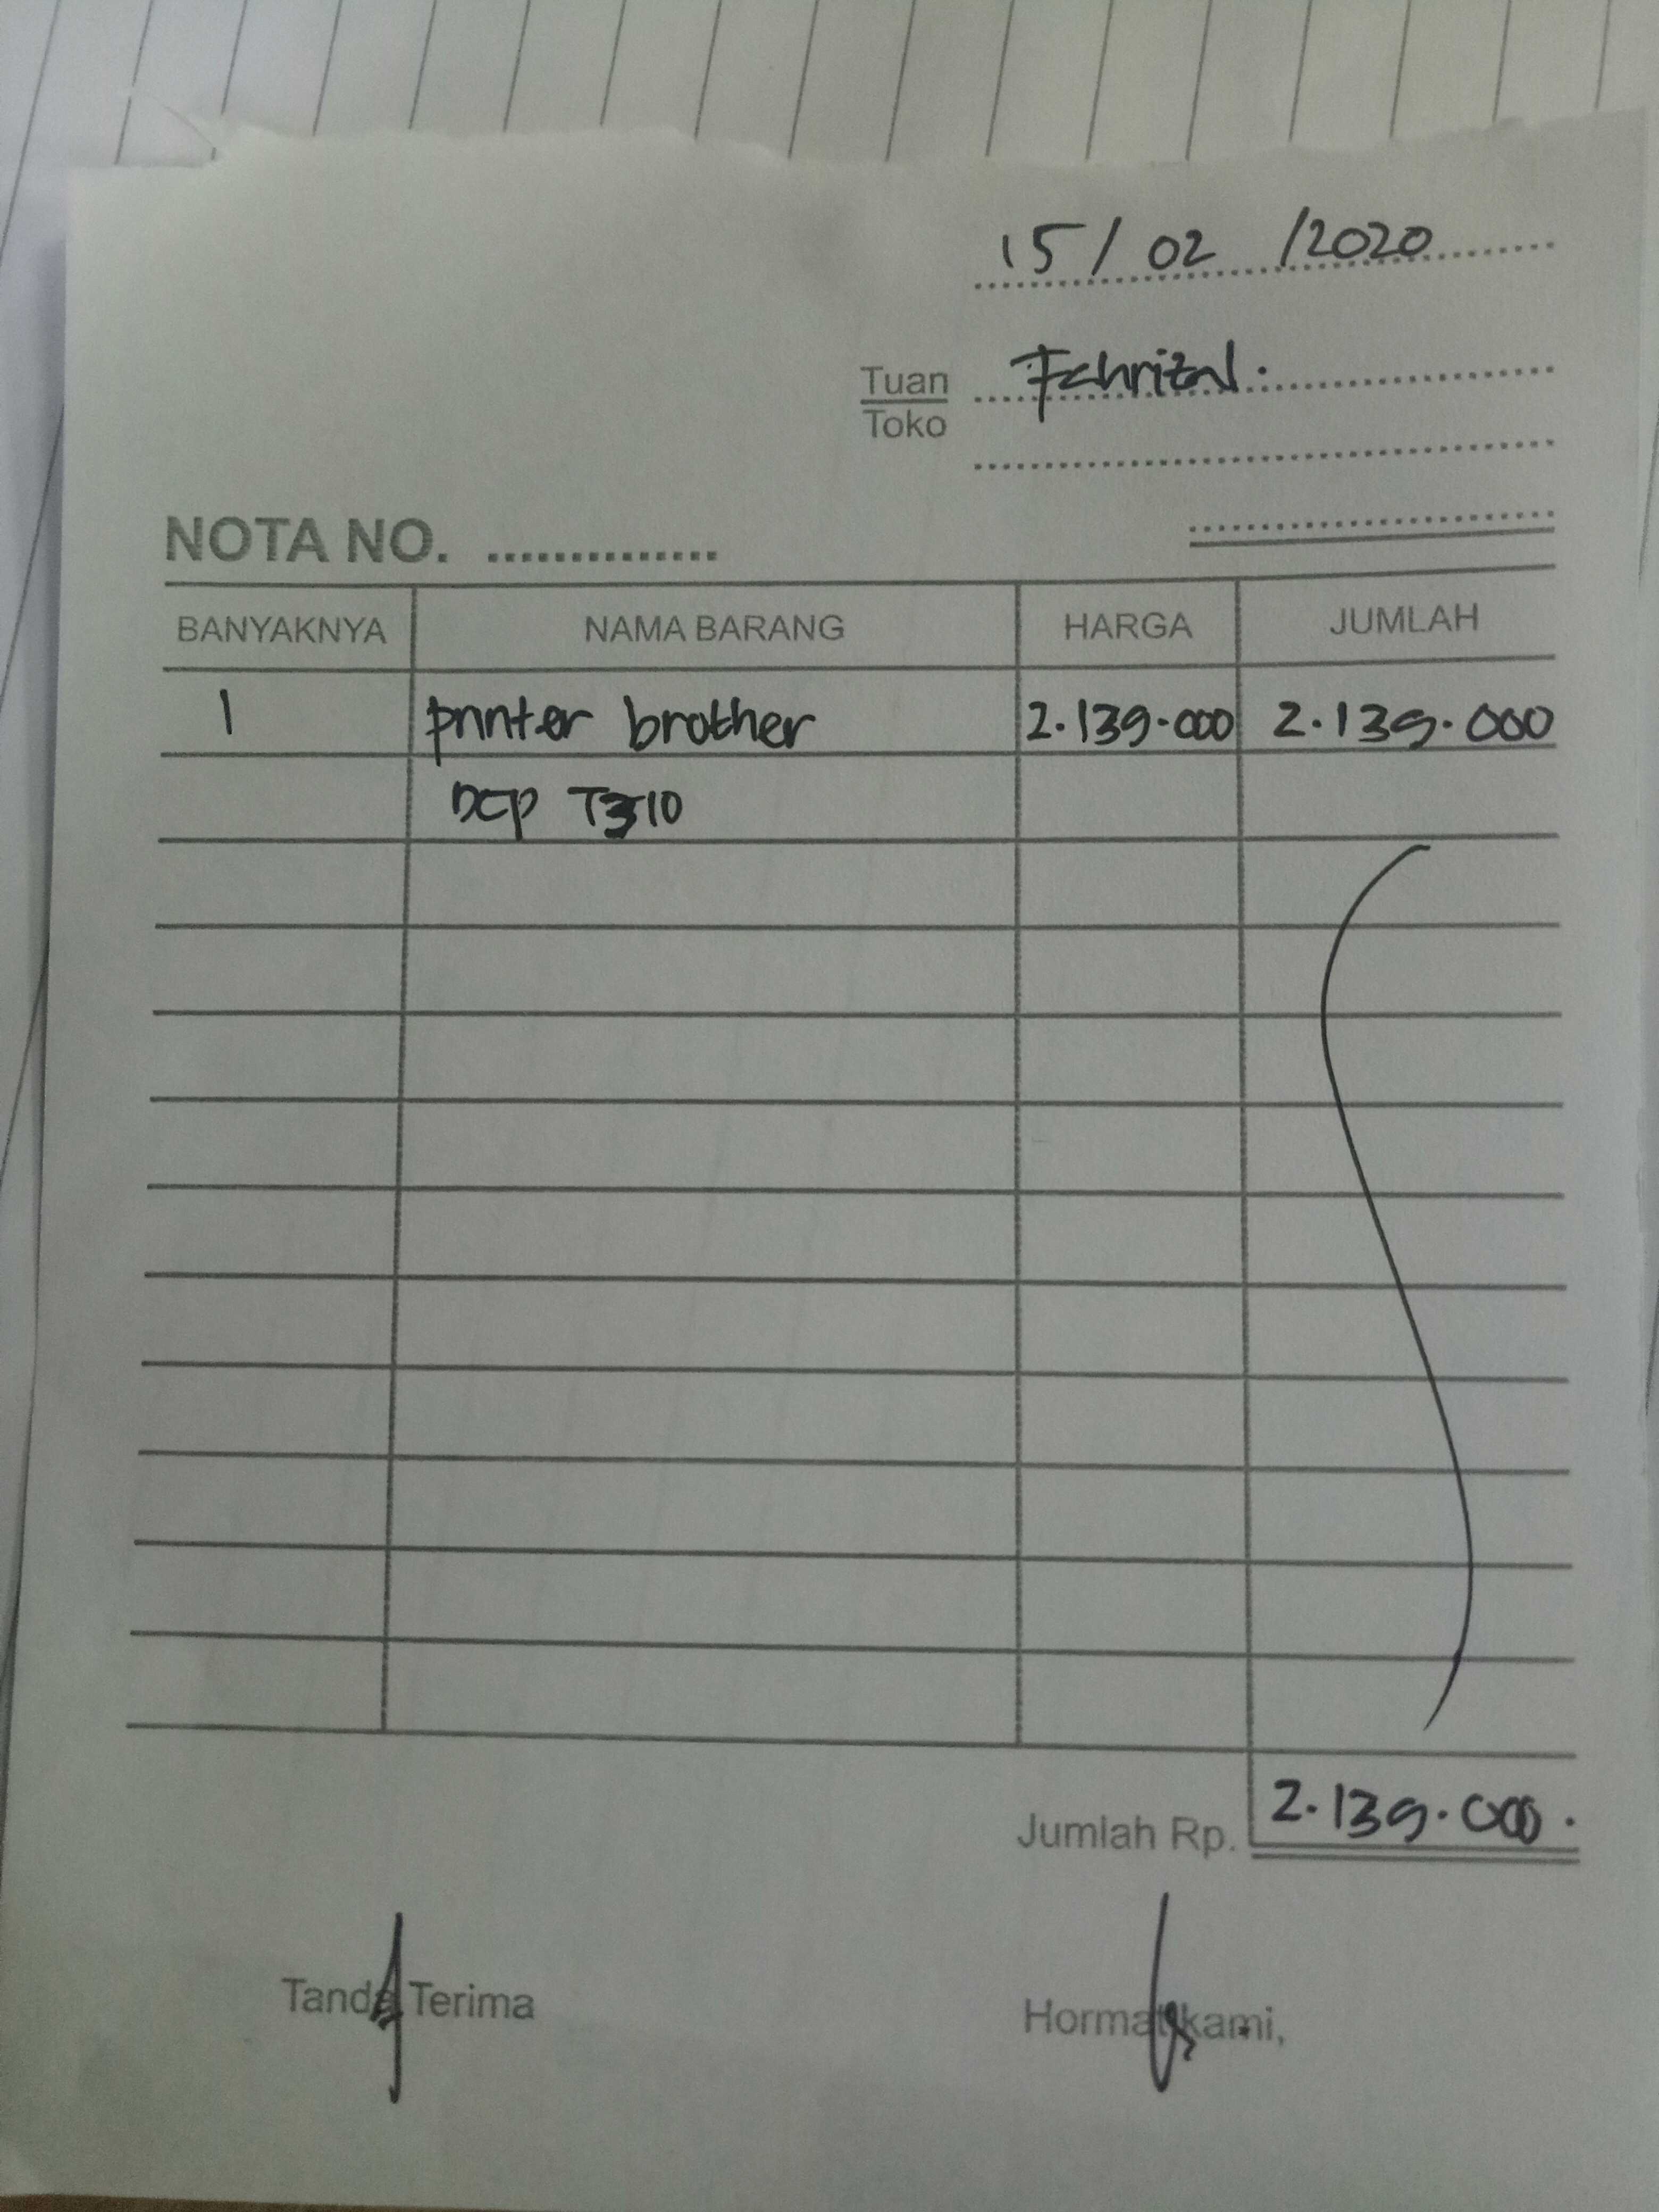 15/02/2020
Tuan Fahrizal.
Toko
NOTA NO. ..............
BANYAKNYA NAMA BARANG HARGA JUMLAH
1 printer brother 2.139.000 2.139.000
DCP T310
Jumlah Rp. 2.139.000.
Tanda Terima Hormat kami,